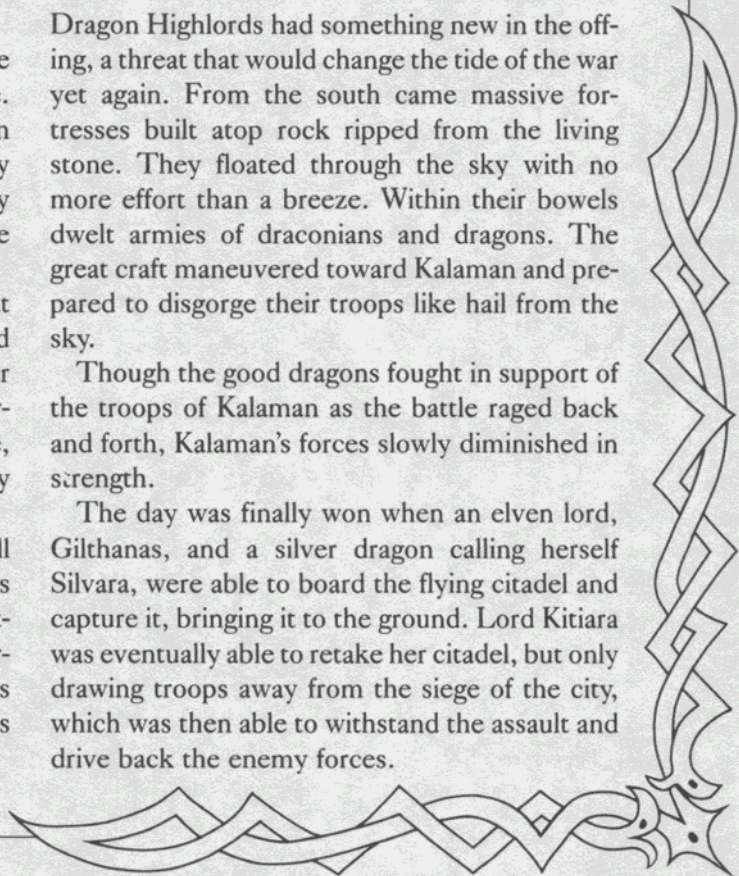 Dragon Highlords had something new in the off-
ing, a threat that would change the tide of the war
yet again. From the south came massive for-
tresses built atop rock ripped from the living
stone. They floated through the sky with no
more effort than a breeze. Within their bowels
dwelt armies of draconians and dragons. The
great craft maneuvered toward Kalaman and pre-
pared to disgorge their troops like hail from the
sky.
Though the good dragons fought in support of
the troops of Kalaman as the battle raged back
and forth, Kalaman's forces slowly diminished in
strength.
The day was finally won when an elven lord,
Gilthanas, and a silver dragon calling herself
Silvara, were able to board the flying citadel and
capture it, bringing it to the ground. Lord Kitiara
was eventually able to retake her citadel, but only
drawing troops away from the siege of the city,
which was then able to withstand the assault and
drive back the enemy forces.